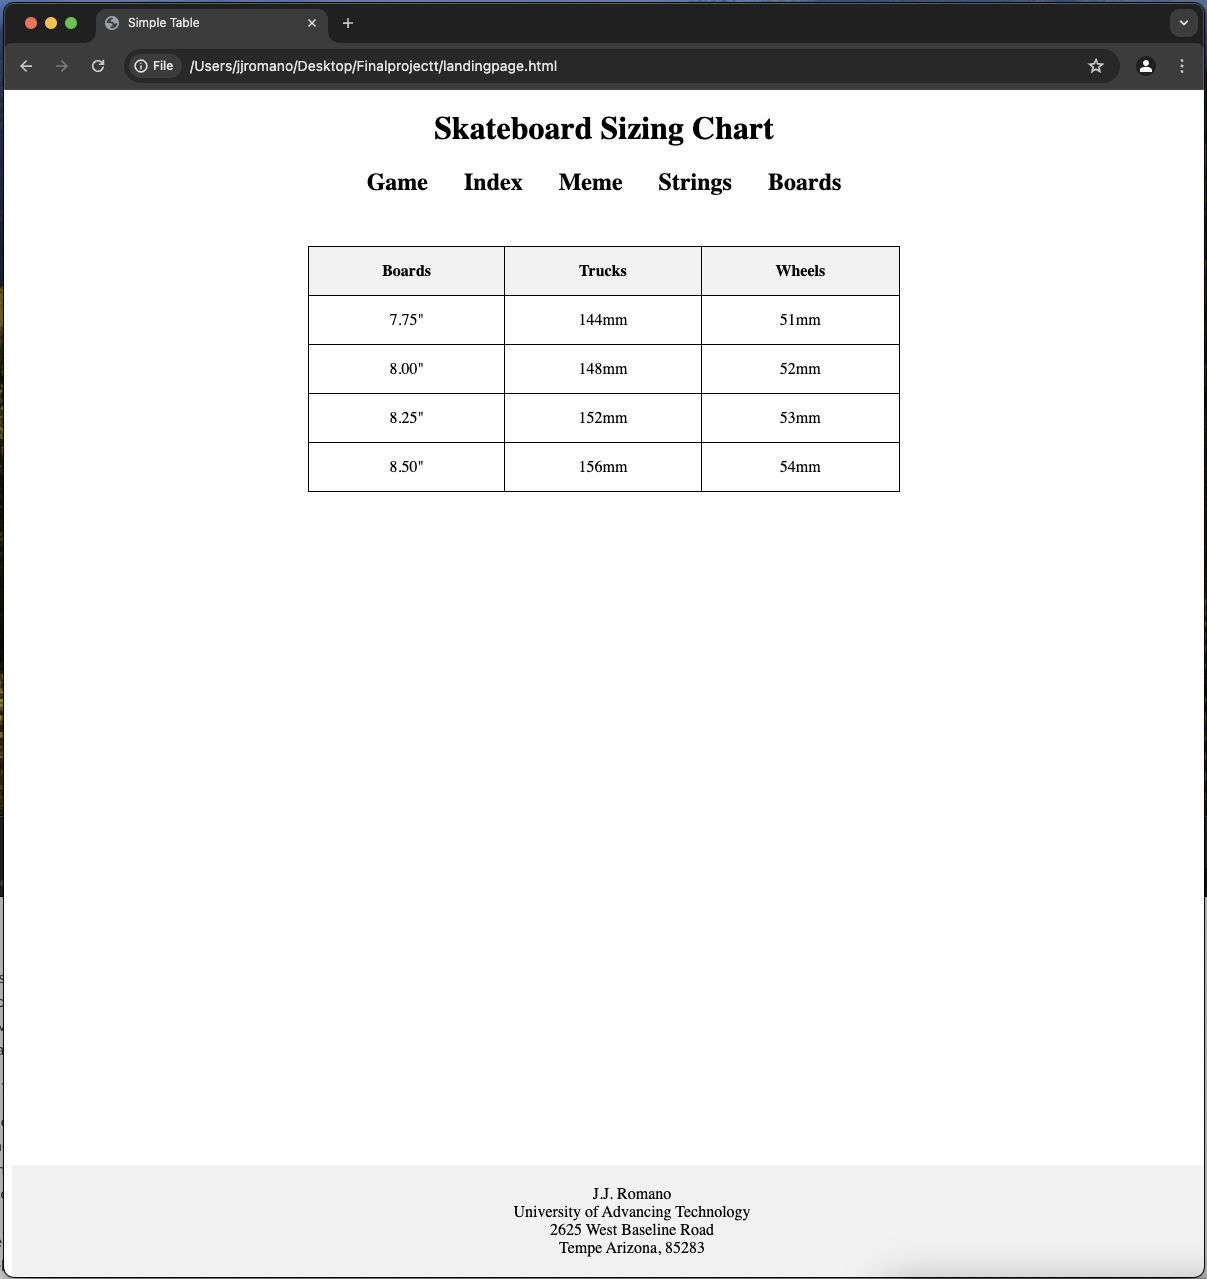 Simple Table
File /Users/jjromano/Desktop/Finalprojectt/landingpage.html
Skateboard Sizing Chart
Game Index Meme Strings Boards
Boards Trucks Wheels
7.75" 144mm 51mm
8.00" 148mm 52mm
8.25" 152mm 53mm
8.50" 156mm 54mm
J.J. Romano
University of Advancing Technology
2625 West Baseline Road
Tempe Arizona, 85283